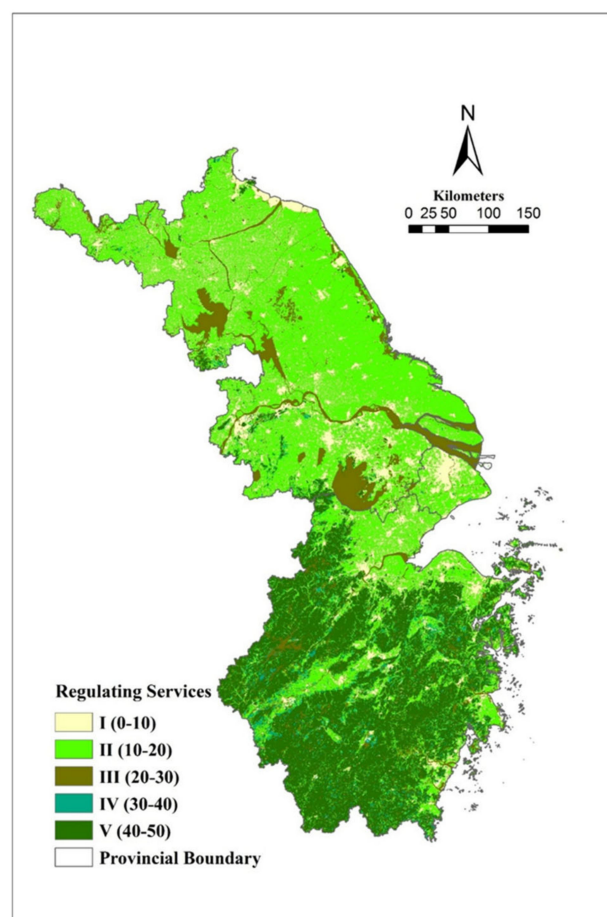 N
Kilometers
0 25 50 100 150
Regulating Services
I (0-10)
II (10-20)
III (20-30)
IV (30-40)
V (40-50)
Provincial Boundary